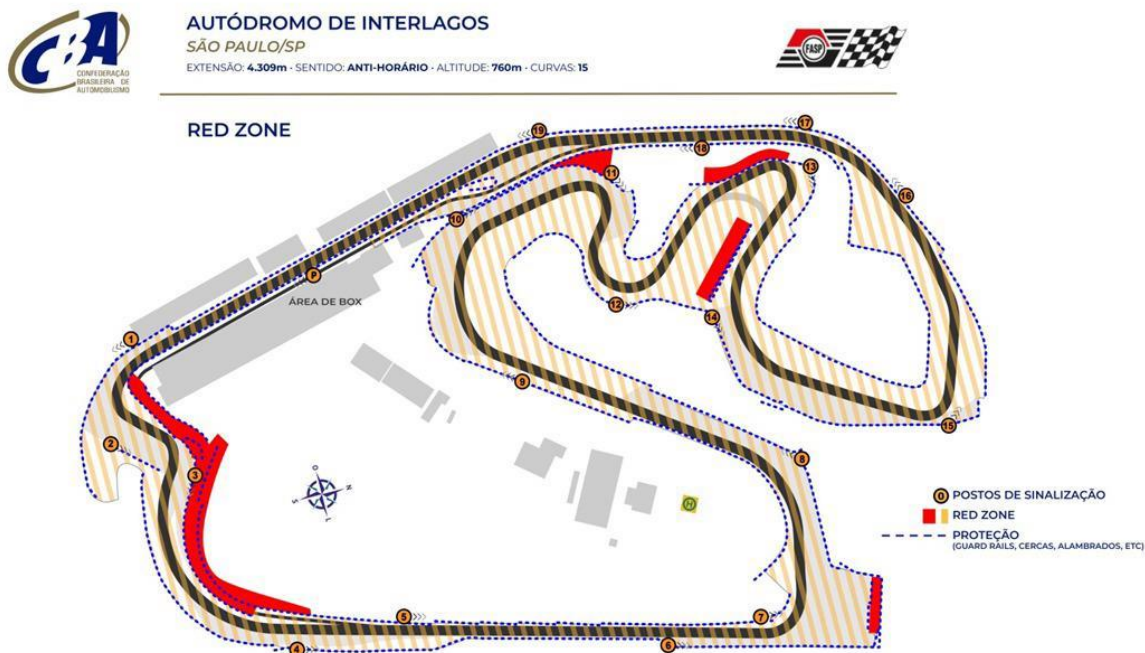 CBA
CONFEDERAÇÃO
BRASILEIRA DE
AUTOMOBILISMO
AUTÓDROMO DE INTERLAGOS
SÃO PAULO/SP
EXTENSÃO: 4.309m - SENTIDO: ANTI-HORÁRIO - ALTITUDE: 760m - CURVAS: 15
FASP
RED ZONE
19
17
18
11
13
10
16
P
ÁREA DE BOX
12
14
1
9
15
2
8
3
O
N
S
L
H
0 POSTOS DE SINALIZAÇÃO
RED ZONE
PROTEÇÃO
(GUARD RAILS, CERCAS, ALAMBRADOS, ETC)
5
7
6
4